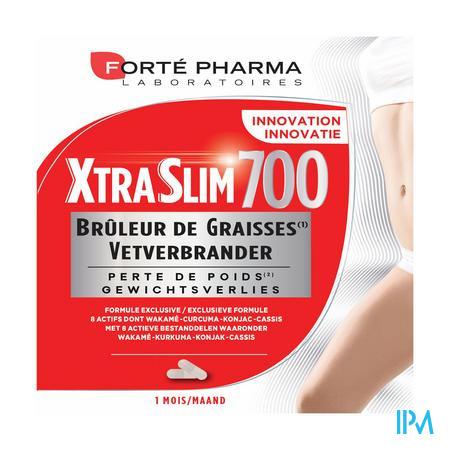 FORTÉ PHARMA
LABORATOIRES
INNOVATION
INNOVATIE
XTRASLIM 700
BRÛLEUR DE GRAISSES(1)
VETVERBRANDER
PERTE DE POIDS(2)
GEWICHTSVERLIES
FORMULE EXCLUSIVE / EXCLUSIEVE FORMULE
8 ACTIFS DONT WAKAMÉ-CURCUMA-KONJAC-CASSIS
MET 8 ACTIEVE BESTANDDELEN WAARONDER
WAKAMÉ-KURKUMA-KONJAK-CASSIS
1 MOIS/MAAND
IPM